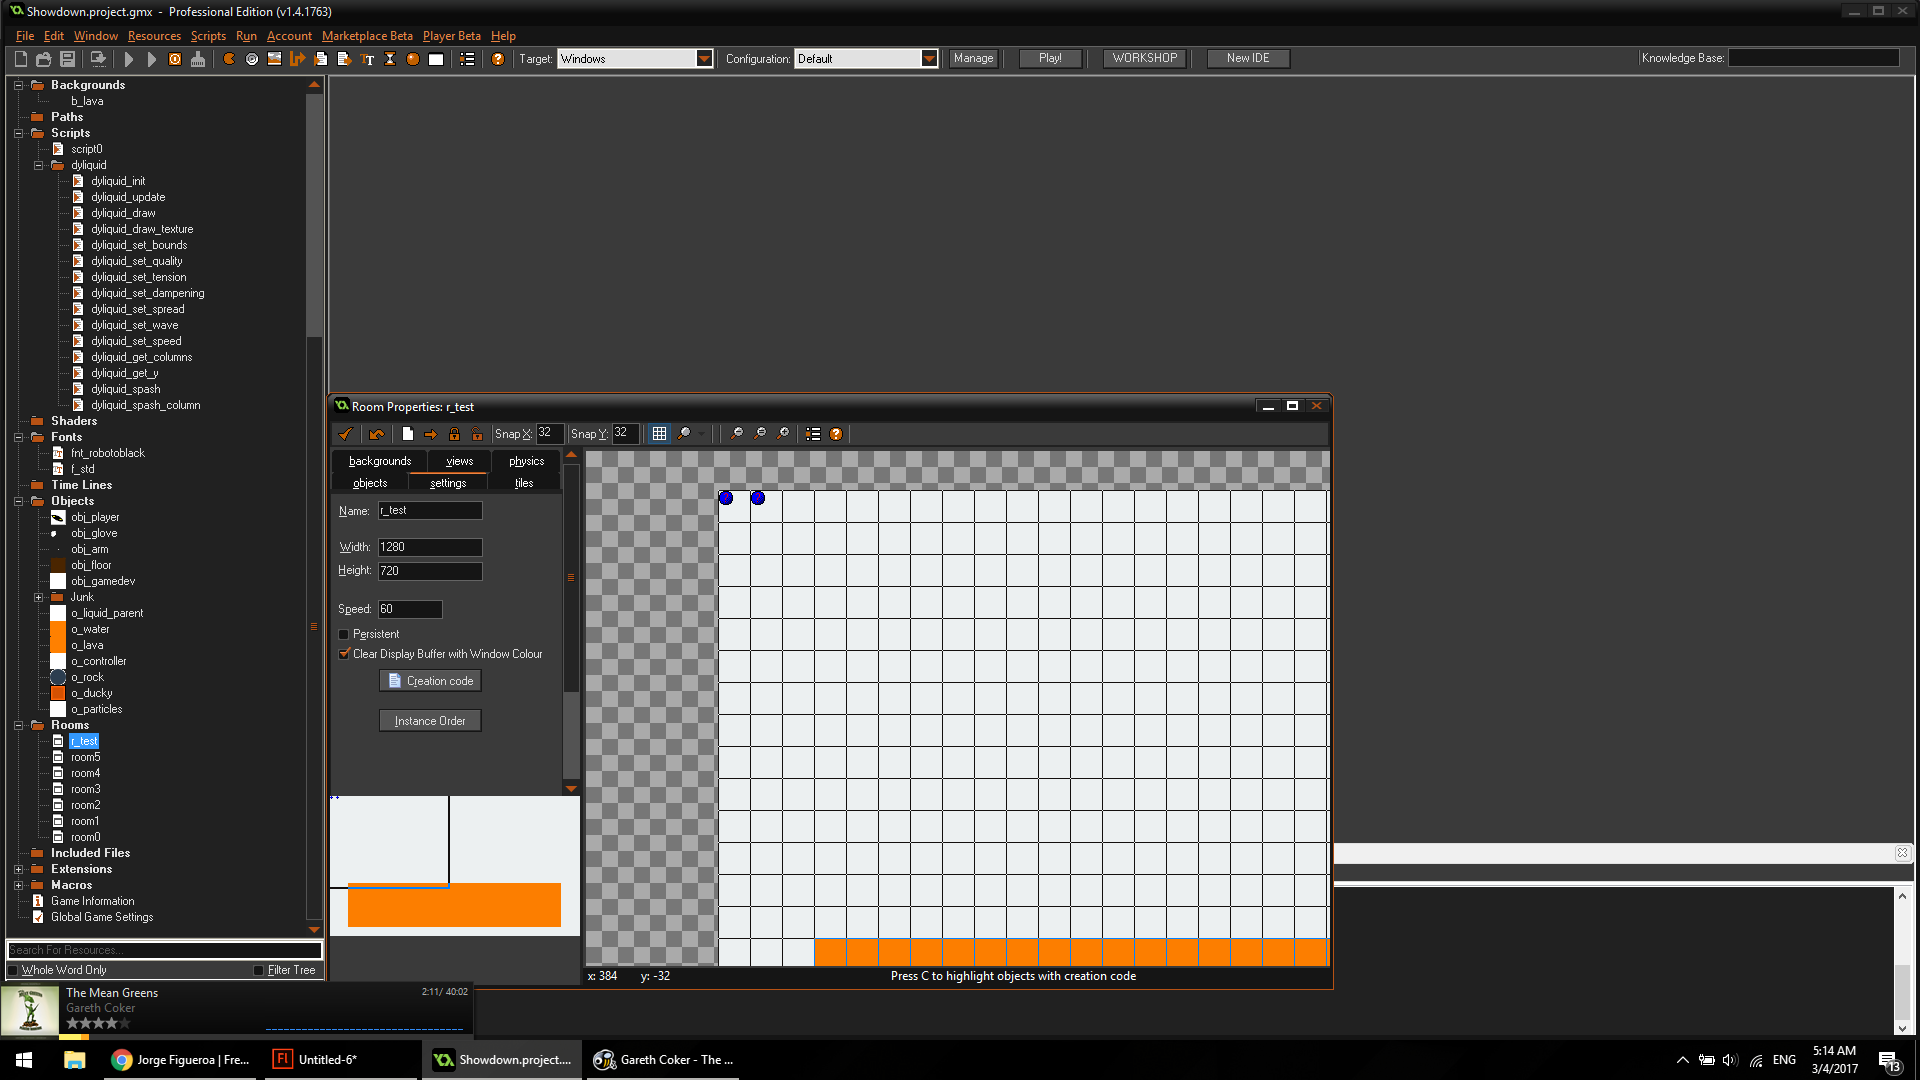 Showdown.project.gmx - Professional Edition (v1.4.1763)
File Edit Window Resources Scripts Run Account Marketplace Beta Player Beta Help
Target: Windows Configuration: Default Manage Play! WORKSHOP New IDE Knowledge Base:
Backgrounds
b_lava
Paths
Scripts
script0
dyliquid
dyliquid_init
dyliquid_update
dyliquid_draw
dyliquid_draw_texture
dyliquid_set_bounds
dyliquid_set_quality
dyliquid_set_tension
dyliquid_set_dampening
dyliquid_set_spread
dyliquid_set_wave
dyliquid_set_speed
dyliquid_get_columns
dyliquid_get_y
dyliquid_spash
dyliquid_spash_column
Shaders
Fonts
fnt_robotoblack
f_std
Time Lines
Objects
obj_player
obj_glove
obj_arm
obj_floor
obj_gamedev
Junk
o_liquid_parent
o_water
o_lava
o_controller
o_rock
o_ducky
o_particles
Rooms
r_test
room5
room4
room3
room2
room1
room0
Included Files
Extensions
Macros
Game Information
Global Game Settings
Search For Resources...
Whole Word Only Filter Tree
Room Properties: r_test
Snap X: 32 Snap Y: 32
backgrounds views physics
objects settings tiles
Name: r_test
Width: 1280
Height: 720
Speed: 60
Persistent
Clear Display Buffer with Window Colour
Creation code
Instance Order
x: 384 y: -32 Press C to highlight objects with creation code
The Mean Greens 2:11/ 40:02
Gareth Coker
Jorge Figueroa | Fre... Untitled-6* Showdown.project.... Gareth Coker - The ...
ENG 5:14 AM
3/4/2017
13